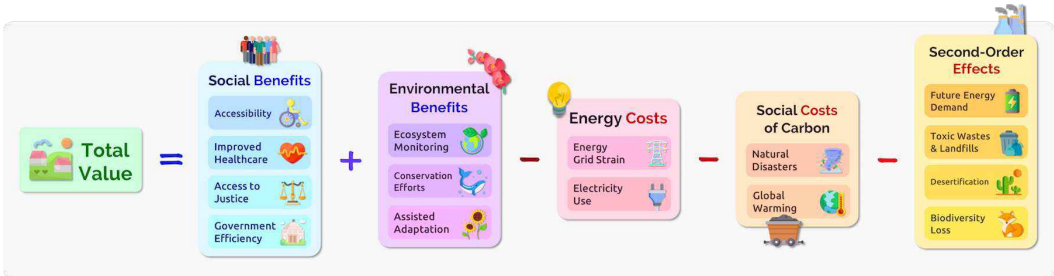 Total
Value
=
Social Benefits
Accessibility
Improved
Healthcare
Access to
Justice
Government
Efficiency
+
Environmental
Benefits
Ecosystem
Monitoring
Conservation
Efforts
Assisted
Adaptation
-
Energy Costs
Energy
Grid Strain
Electricity
Use
-
Social Costs
of Carbon
Natural
Disasters
Global
Warming
-
Second-Order
Effects
Future Energy
Demand
Toxic Wastes
& Landfills
Desertification
Biodiversity
Loss